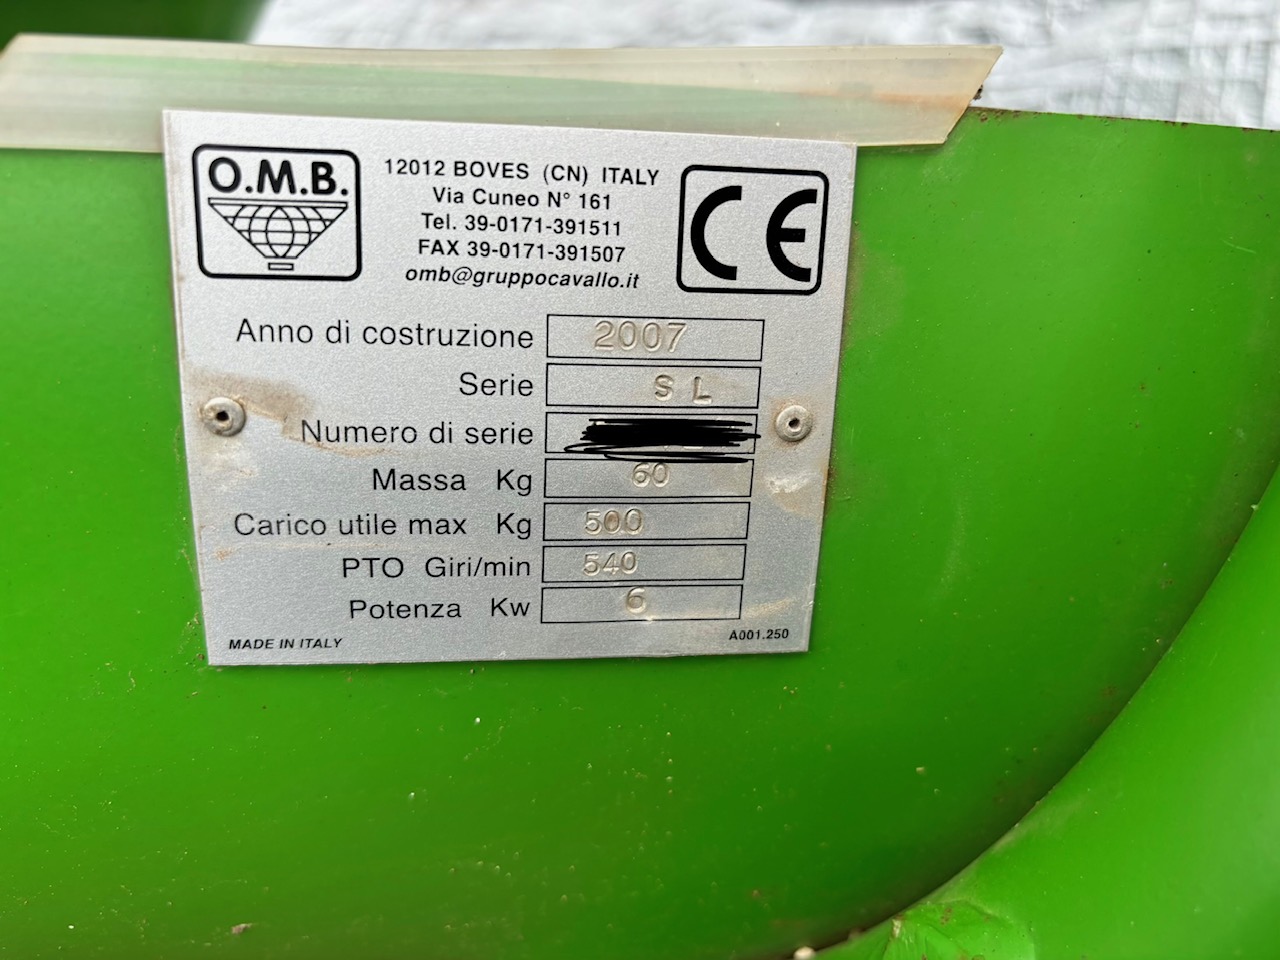 O.M.B.
12012 BOVES (CN) ITALY
Via Cuneo N° 161
Tel. 39-0171-391511
FAX 39-0171-391507
omb@gruppocavallo.it
CE
Anno di costruzione 2007
Serie S L
Numero di serie
Massa Kg 60
Carico utile max Kg 500
PTO Giri/min 540
Potenza Kw 6
MADE IN ITALY A001.250